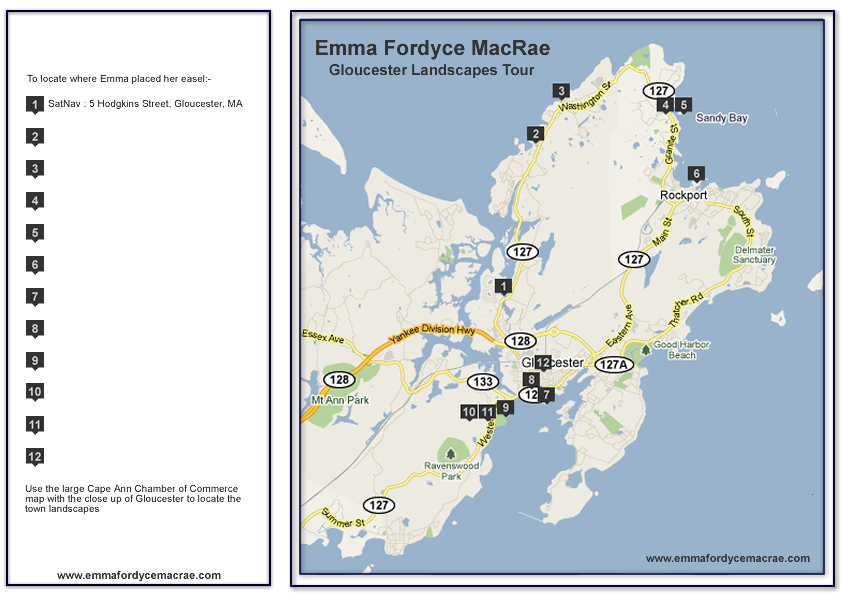 To locate where Emma placed her easel:-
1 SatNav : 5 Hodgkins Street, Gloucester, MA
2
3
4
5
6
7
8
9
10
11
12
Use the large Cape Ann Chamber of Commerce
map with the close up of Gloucester to locate the
town landscapes
www.emmafordycemacrae.com
Emma Fordyce MacRae
Gloucester Landscapes Tour
3
Washington St
127
4 5
Sandy Bay
2
Granite St
6
Rockport
South St
Main St
127
127
Delmater
Sanctuary
1
Thatcher Rd
Eastern Ave
Essex Ave
Yankee Division Hwy
128
Good Harbor
Beach
12
127A
128
133
8
7
Mt Ann Park
10 11 9
Ravenswood
Park
127
Summer St
www.emmafordycemacrae.com